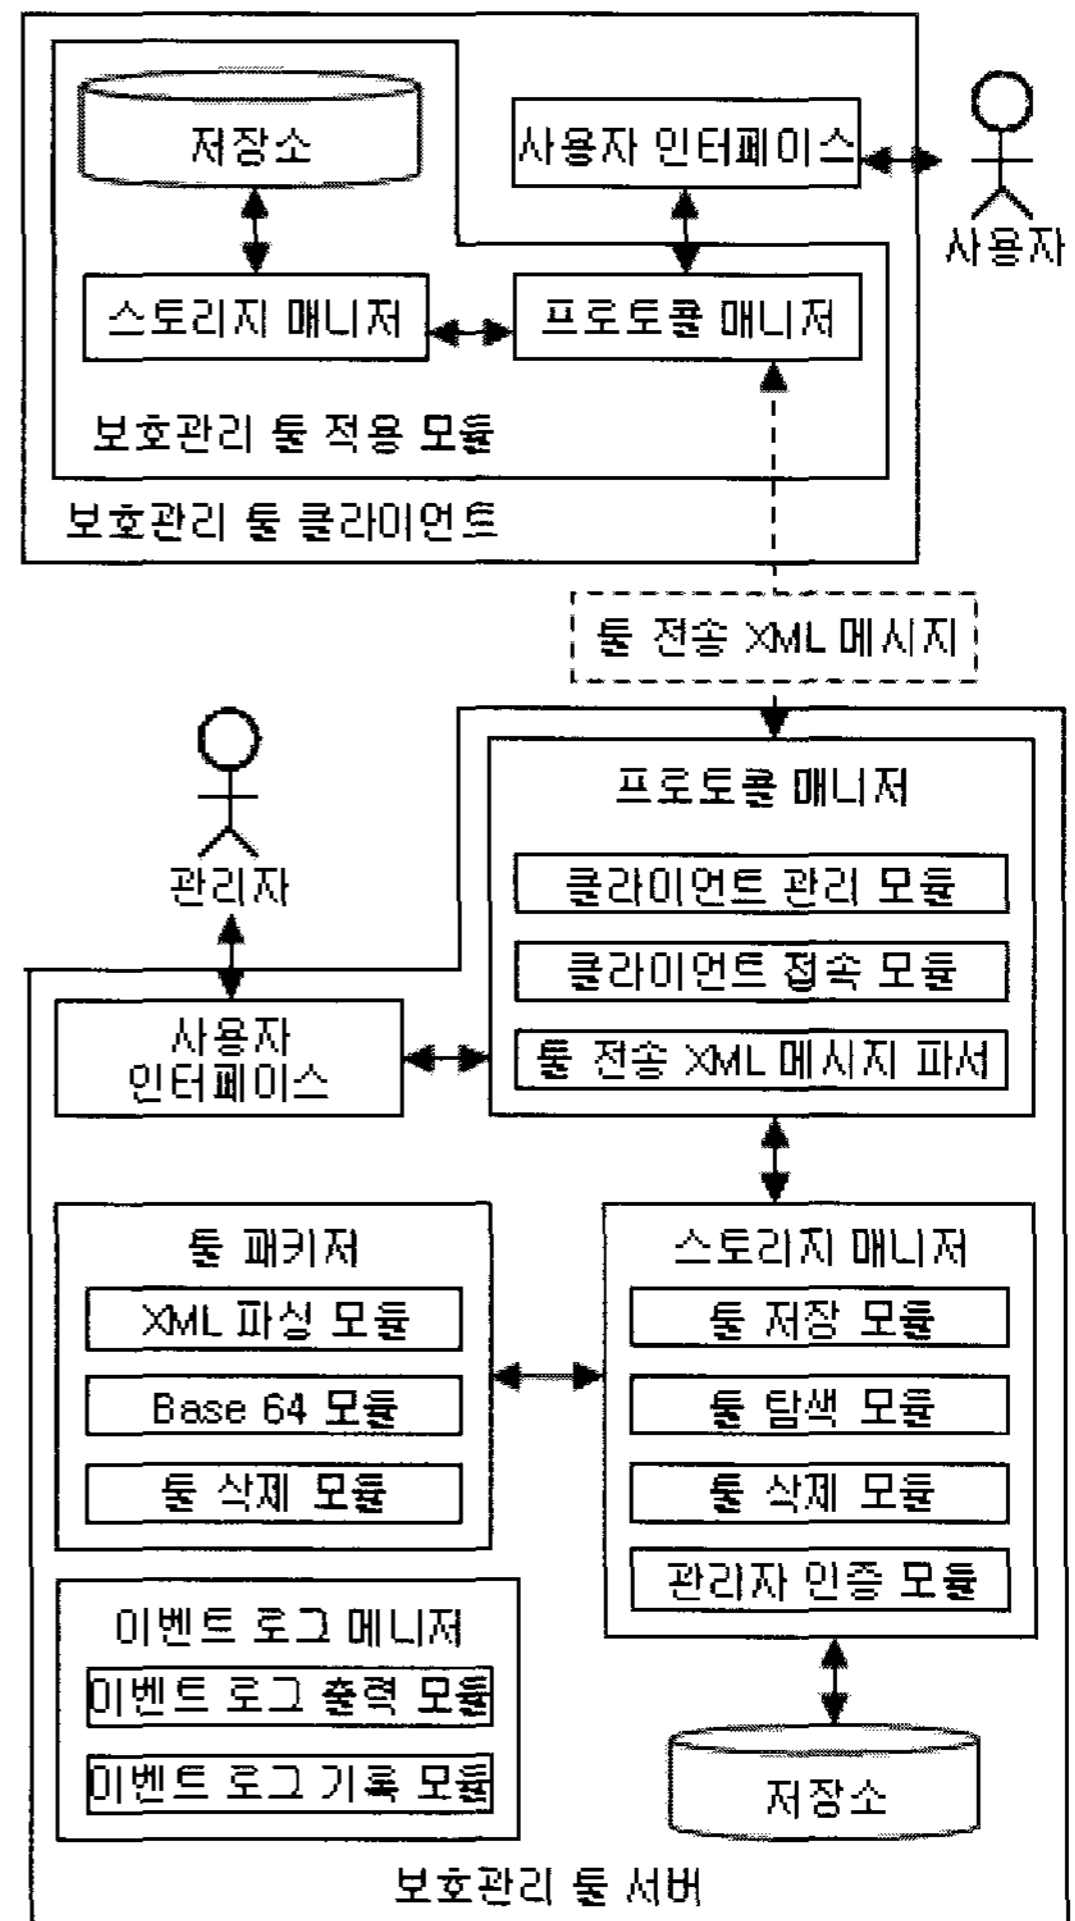 저장소
사용자 인터페이스
사용자
스토리지 매니저
프로토콜 매니저
보호관리 툴 적용 모듈
보호관리 툴 클라이언트
툴 전송 XML 메시지
관리자
프로토콜 매니저
클라이언트 관리 모듈
클라이언트 접속 모듈
툴 전송 XML 메시지 파서
사용자
인터페이스
툴 패키저
XML 파싱 모듈
Base 64 모듈
툴 삭제 모듈
스토리지 매니저
툴 저장 모듈
툴 탐색 모듈
툴 삭제 모듈
관리자 인증 모듈
이벤트 로그 메니저
이벤트 로그 출력 모듈
이벤트 로그 기록 모듈
저장소
보호관리 툴 서버